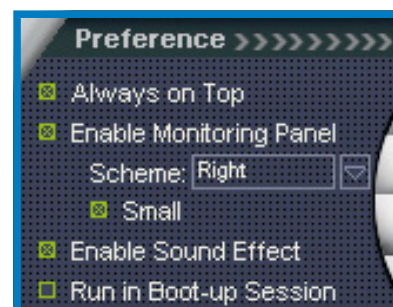 Preference >>>>>>>>>
Always on Top
Enable Monitoring Panel
Scheme: Right
Small
Enable Sound Effect
Run in Boot-up Session